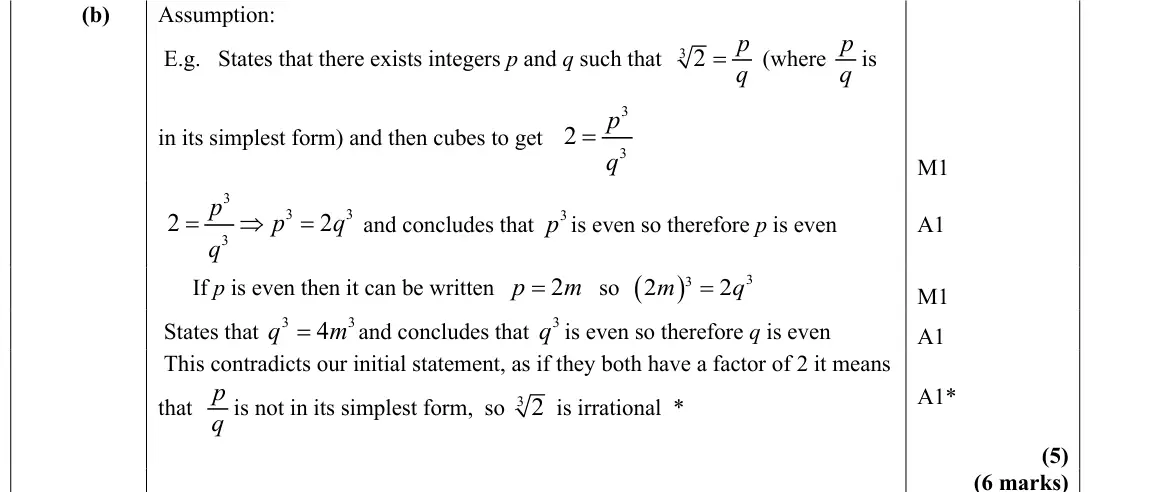 (b) Assumption:
E.g. States that there exists integers p and q such that ∛2 = p/q (where p/q is
in its simplest form) and then cubes to get 2 = p³/q³
M1
2 = p³/q³ ⇒ p³ = 2q³ and concludes that p³ is even so therefore p is even A1
If p is even then it can be written p = 2m so (2m)³ = 2q³ M1
States that q³ = 4m³ and concludes that q³ is even so therefore q is even A1
This contradicts our initial statement, as if they both have a factor of 2 it means
that p/q is not in its simplest form, so ∛2 is irrational * A1*
(5)
(6 marks)